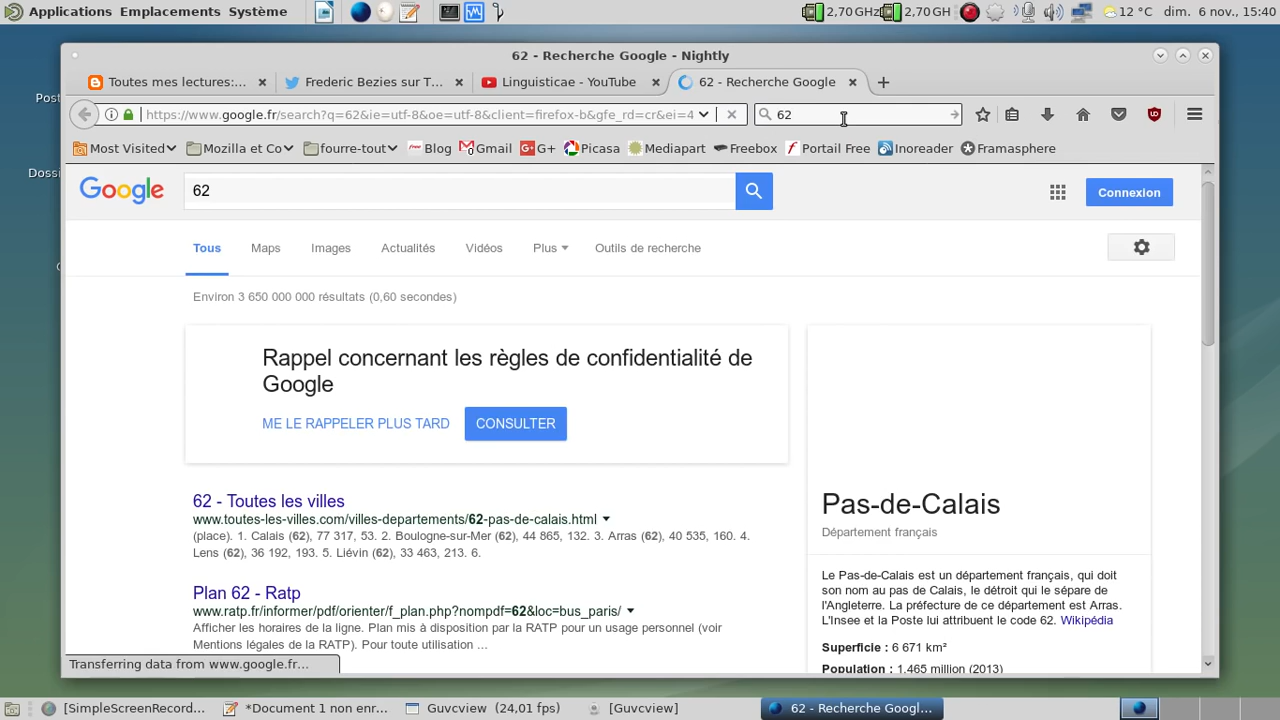 Applications Emplacements Système
2,70 GHz 2,70 GH 12 °C dim. 6 nov., 15:40
62 - Recherche Google - Nightly
Toutes mes lectures:... Frederic Bezies sur T... Linguisticae - YouTube 62 - Recherche Google
https://www.google.fr/search?q=62&ie=utf-8&oe=utf-8&client=firefox-b&gfe_rd=cr&ei=4 62
Most Visited Mozilla et Co fourre-tout Blog Gmail G+ Picasa Mediapart Freebox Portail Free Inoreader Framasphere
Post
Dossi
Google 62 Connexion
Tous Maps Images Actualités Vidéos Plus Outils de recherche
Environ 3 650 000 000 résultats (0,60 secondes)
Rappel concernant les règles de confidentialité de
Google
ME LE RAPPELER PLUS TARD CONSULTER
62 - Toutes les villes
www.toutes-les-villes.com/villes-departements/62-pas-de-calais.html
(place). 1. Calais (62), 77 317, 53. 2. Boulogne-sur-Mer (62), 44 865, 132. 3. Arras (62), 40 535, 160. 4.
Lens (62), 36 192, 193. 5. Liévin (62), 33 463, 213. 6.
Plan 62 - Ratp
www.ratp.fr/informer/pdf/orienter/f_plan.php?nompdf=62&loc=bus_paris/
Afficher les horaires de la ligne. Plan mis à disposition par la RATP pour un usage personnel (voir
Mentions légales de la RATP). Pour toute utilisation ...
Pas-de-Calais
Département français
Le Pas-de-Calais est un département français, qui doit
son nom au pas de Calais, le détroit qui le sépare de
l'Angleterre. La préfecture de ce département est Arras.
L'Insee et la Poste lui attribuent le code 62. Wikipédia
Superficie : 6 671 km²
Population : 1,465 million (2013)
Transferring data from www.google.fr...
[SimpleScreenRecord... *Document 1 non enr... Guvcview (24,01 fps) [Guvcview] 62 - Recherche Googl...